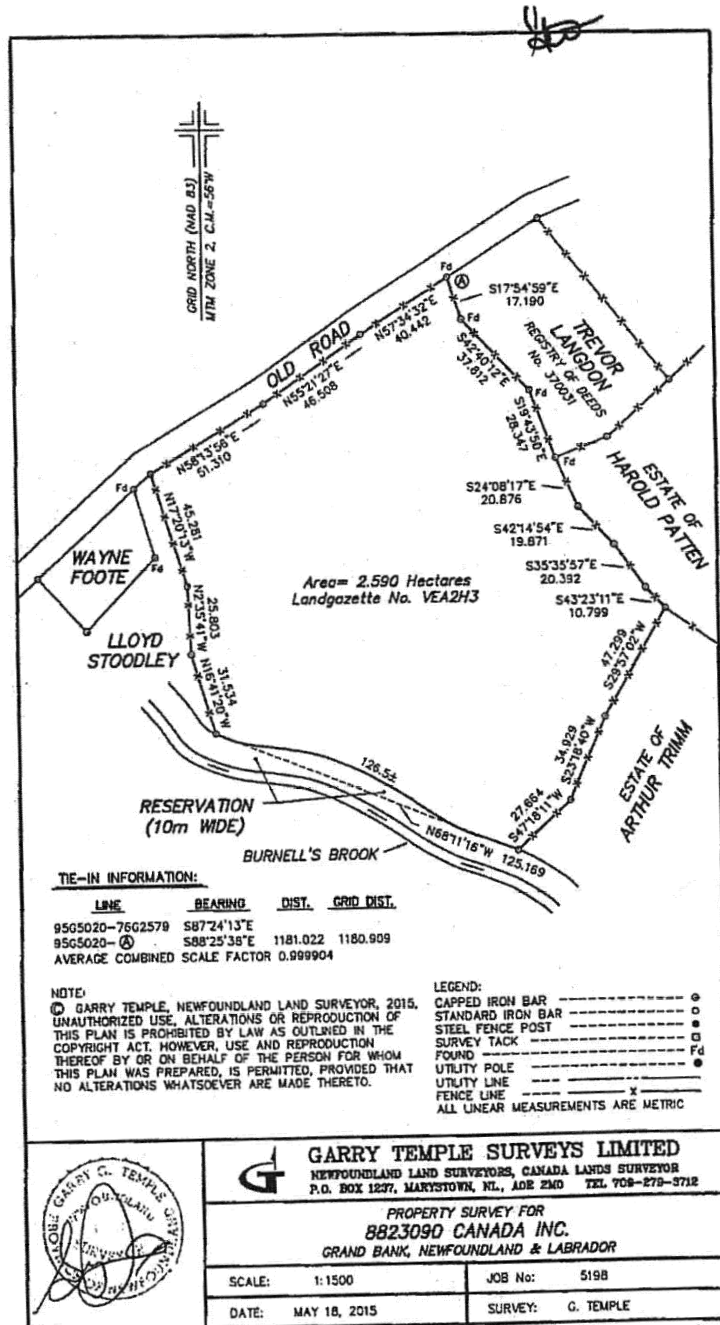 GRID NORTH (NAD 83)
MTM ZONE 2, C.M.=56°W
OLD ROAD
Fd
Ⓐ
S17°54'59"E
17.190
N57°34'32"E
40.442
Fd
S42°40'12"E
37.812
TREVOR
LANGDON
REGISTRY OF DEEDS
No. 370031
N55°21'27"E
46.508
S19°43'50"E
28.347
N58°13'56"E
51.310
Fd
ESTATE OF
HAROLD PATTEN
Fd
N17°20'13"W
45.281
S24°08'17"E
20.876
S42°14'54"E
19.871
WAYNE
FOOTE
Fd
Area= 2.590 Hectares
Landgazette No. VEA2H3
S35°35'57"E
20.392
S43°23'11"E
10.799
N2°35'41"W
25.803
LLOYD
STOODLEY
N16°41'20"W
31.534
47.299
S29°57'02"W
34.929
S23°18'40"W
ESTATE OF
ARTHUR TRIMM
126.5±
27.664
S47°18'11"W
RESERVATION
(10m WIDE)
N68°11'16"W
125.169
BURNELL'S BROOK
TIE-IN INFORMATION:
LINE BEARING DIST. GRID DIST.
95G5020-76G2579 S87°24'13"E
95G5020-Ⓐ S88°25'38"E 1181.022 1180.909
AVERAGE COMBINED SCALE FACTOR 0.999904
NOTE:
© GARRY TEMPLE, NEWFOUNDLAND LAND SURVEYOR, 2015.
UNAUTHORIZED USE, ALTERATIONS OR REPRODUCTION OF
THIS PLAN IS PROHIBITED BY LAW AS OUTLINED IN THE
COPYRIGHT ACT. HOWEVER, USE AND REPRODUCTION
THEREOF BY OR ON BEHALF OF THE PERSON FOR WHOM
THIS PLAN WAS PREPARED, IS PERMITTED, PROVIDED THAT
NO ALTERATIONS WHATSOEVER ARE MADE THERETO.
LEGEND:
CAPPED IRON BAR
STANDARD IRON BAR
STEEL FENCE POST
SURVEY TACK
FOUND Fd
UTILITY POLE
UTILITY LINE
FENCE LINE x
ALL LINEAR MEASUREMENTS ARE METRIC
GARRY G. TEMPLE
NEWFOUNDLAND
G
GARRY TEMPLE SURVEYS LIMITED
NEWFOUNDLAND LAND SURVEYORS, CANADA LANDS SURVEYOR
P.O. BOX 1237, MARYSTOWN, NL., A0E 2M0 TEL 709-279-3712
PROPERTY SURVEY FOR
8823090 CANADA INC.
GRAND BANK, NEWFOUNDLAND & LABRADOR
SCALE: 1:1500 JOB No: 5198
DATE: MAY 18, 2015 SURVEY: G. TEMPLE